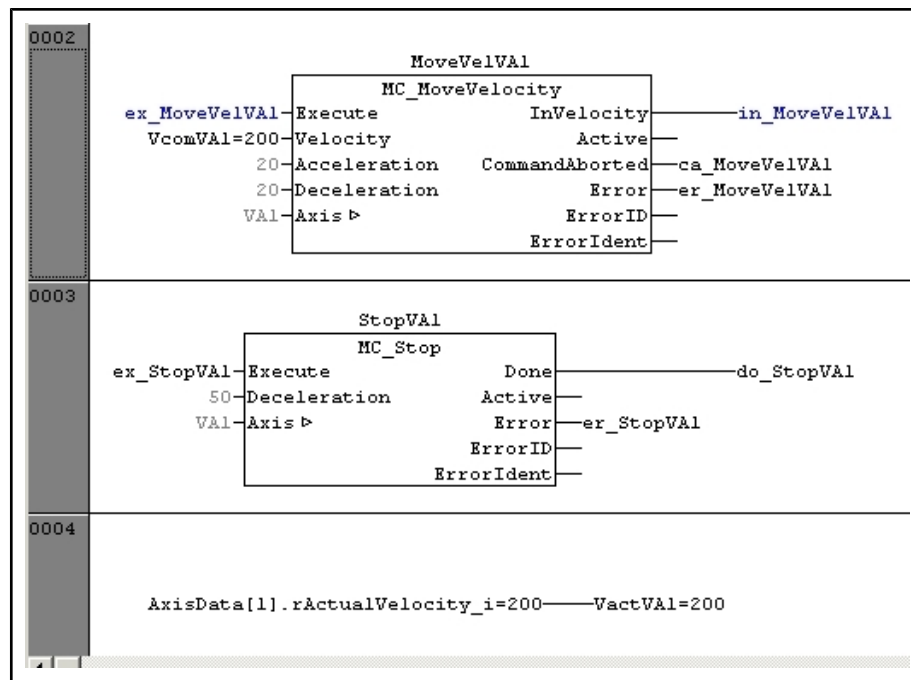 0002
MoveVelVA1
MC_MoveVelocity
ex_MoveVelVA1 Execute InVelocity in_MoveVelVA1
VcomVA1=200 Velocity Active
20 Acceleration CommandAborted ca_MoveVelVA1
20 Deceleration Error er_MoveVelVA1
VA1 Axis ErrorID
ErrorIdent
0003
StopVA1
MC_Stop
ex_StopVA1 Execute Done do_StopVA1
50 Deceleration Active
VA1 Axis Error er_StopVA1
ErrorID
ErrorIdent
0004
AxisData[1].rActualVelocity_i=200 VactVA1=200